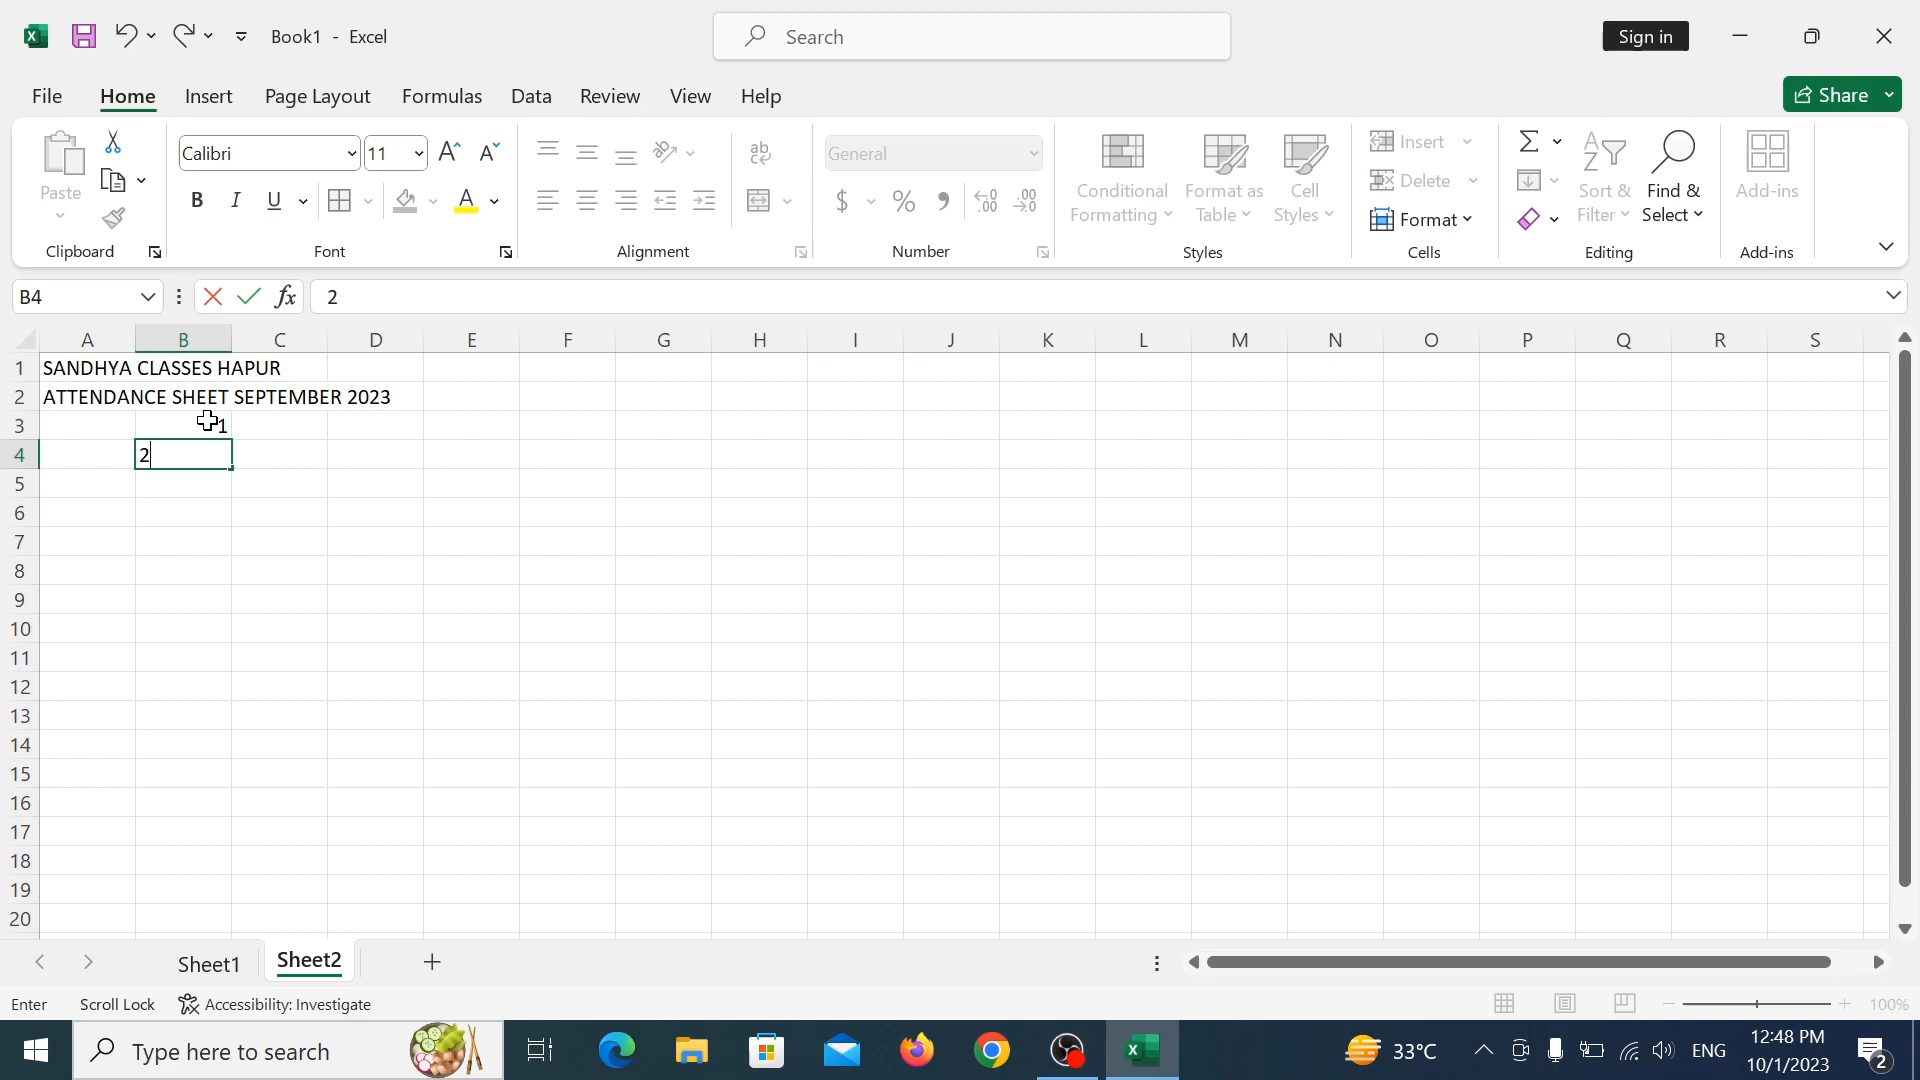 Book1 - Excel
Search
Sign in
File Home Insert Page Layout Formulas Data Review View Help
Share
Paste
Calibri
11
B I U A
ab
General
$ % 9 .00 .00
Conditional Formatting
Format as Table
Cell Styles
Insert
Delete
Format
Sort & Filter
Find & Select
Add-ins
Clipboard Font Alignment Number Styles Cells Editing Add-ins
B4
fx
2
A B C D E F G H I J K L M N O P Q R S
1 SANDHYA CLASSES HAPUR
2 ATTENDANCE SHEET SEPTEMBER 2023
3 1
4 2
5
6
7
8
9
10
11
12
13
14
15
16
17
18
19
20
Sheet1 Sheet2
Enter Scroll Lock Accessibility: Investigate
100%
Type here to search
33°C
ENG
12:48 PM
10/1/2023
2